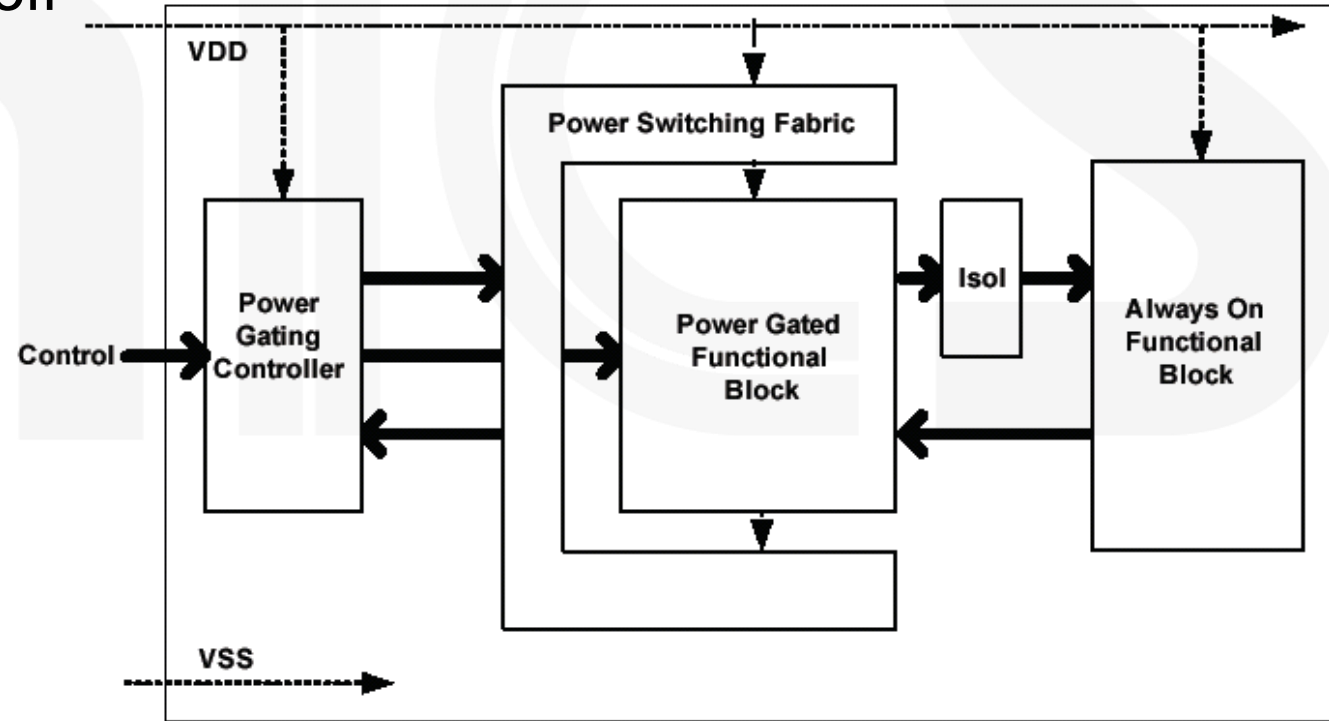 VDD
Power Switching Fabric
Power
Gating
Controller
Control
Power Gated
Functional
Block
Isol
Always On
Functional
Block
VSS